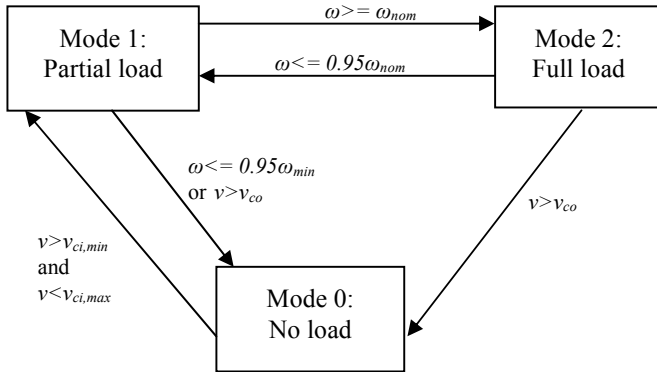 Mode 1:
Partial load
ω>= ωnom
ω<= 0.95ωnom
Mode 2:
Full load
ω<= 0.95ωmin
or v>vco
v>vco
v>vci,min
and
v<vci,max
Mode 0:
No load